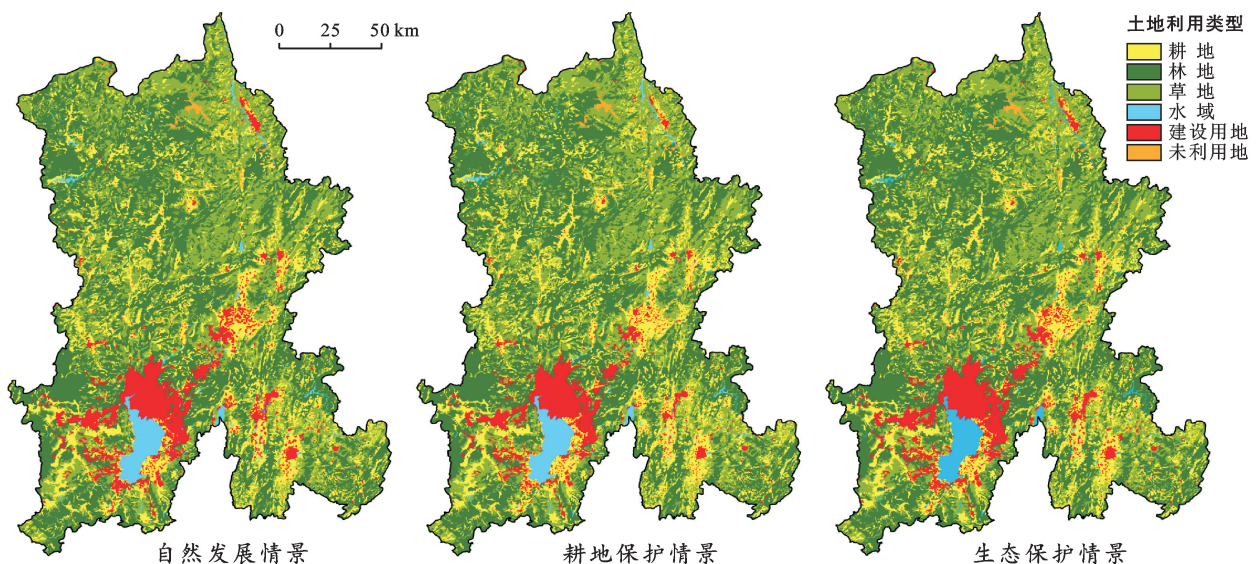 0 25 50 km
土地利用类型
耕 地
林 地
草 地
水 域
建设用地
未利用地
自然发展情景
耕地保护情景
生态保护情景